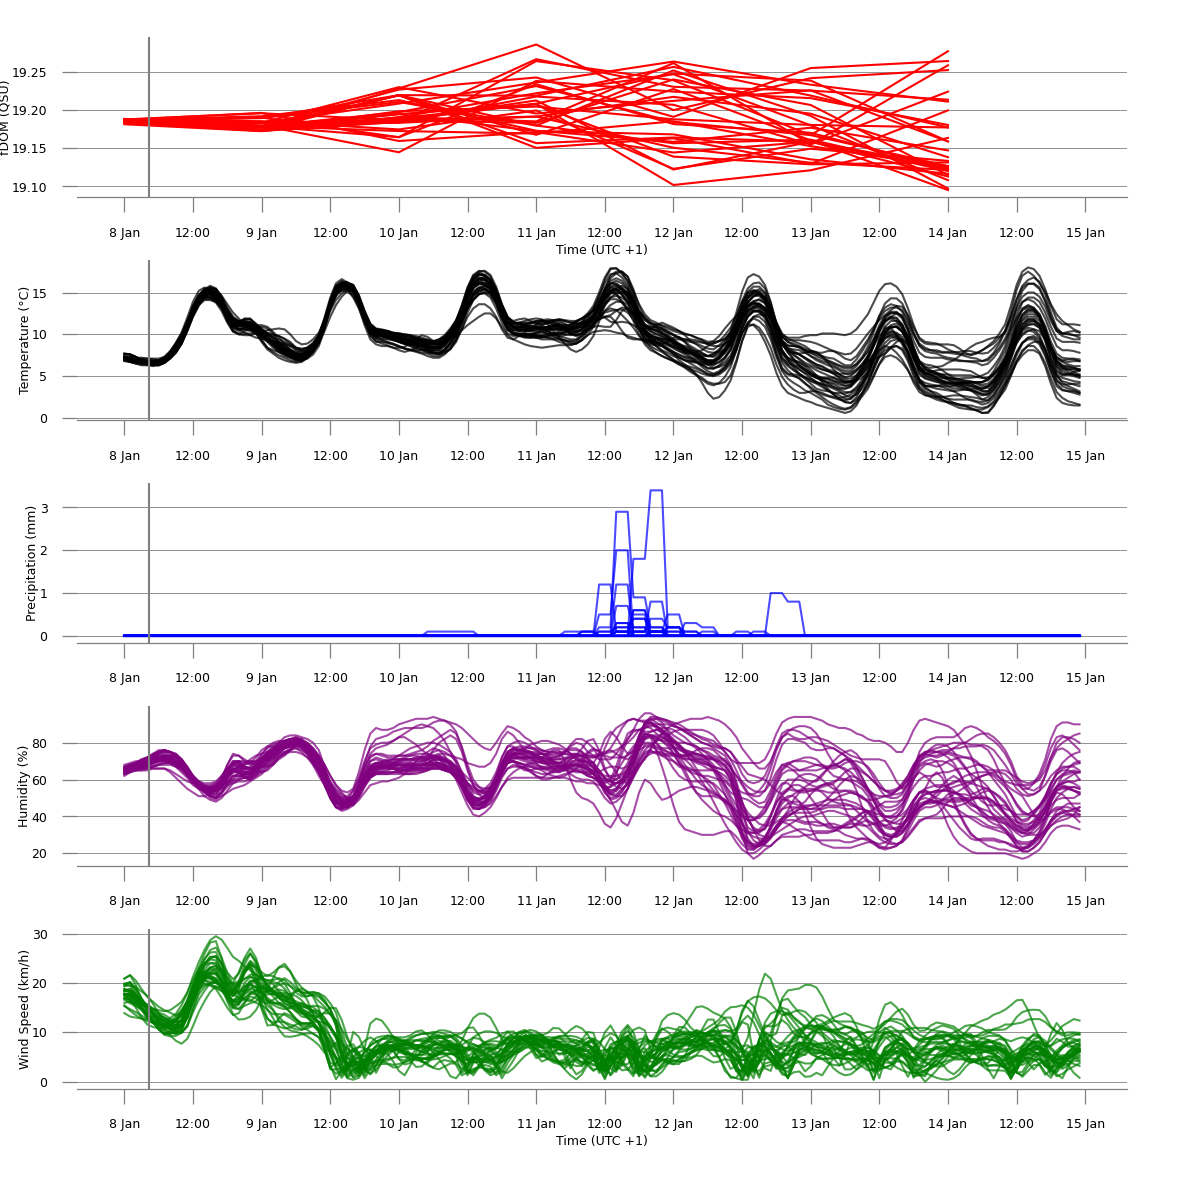 fDOM (QSU)
19.25
19.20
19.15
19.10
8 Jan 12:00 9 Jan 12:00 10 Jan 12:00 11 Jan 12:00 12 Jan 12:00 13 Jan 12:00 14 Jan 12:00 15 Jan
Time (UTC +1)
Temperature (°C)
15
10
5
0
8 Jan 12:00 9 Jan 12:00 10 Jan 12:00 11 Jan 12:00 12 Jan 12:00 13 Jan 12:00 14 Jan 12:00 15 Jan
Precipitation (mm)
3
2
1
0
8 Jan 12:00 9 Jan 12:00 10 Jan 12:00 11 Jan 12:00 12 Jan 12:00 13 Jan 12:00 14 Jan 12:00 15 Jan
Humidity (%)
80
60
40
20
8 Jan 12:00 9 Jan 12:00 10 Jan 12:00 11 Jan 12:00 12 Jan 12:00 13 Jan 12:00 14 Jan 12:00 15 Jan
Wind Speed (km/h)
30
20
10
0
8 Jan 12:00 9 Jan 12:00 10 Jan 12:00 11 Jan 12:00 12 Jan 12:00 13 Jan 12:00 14 Jan 12:00 15 Jan
Time (UTC +1)